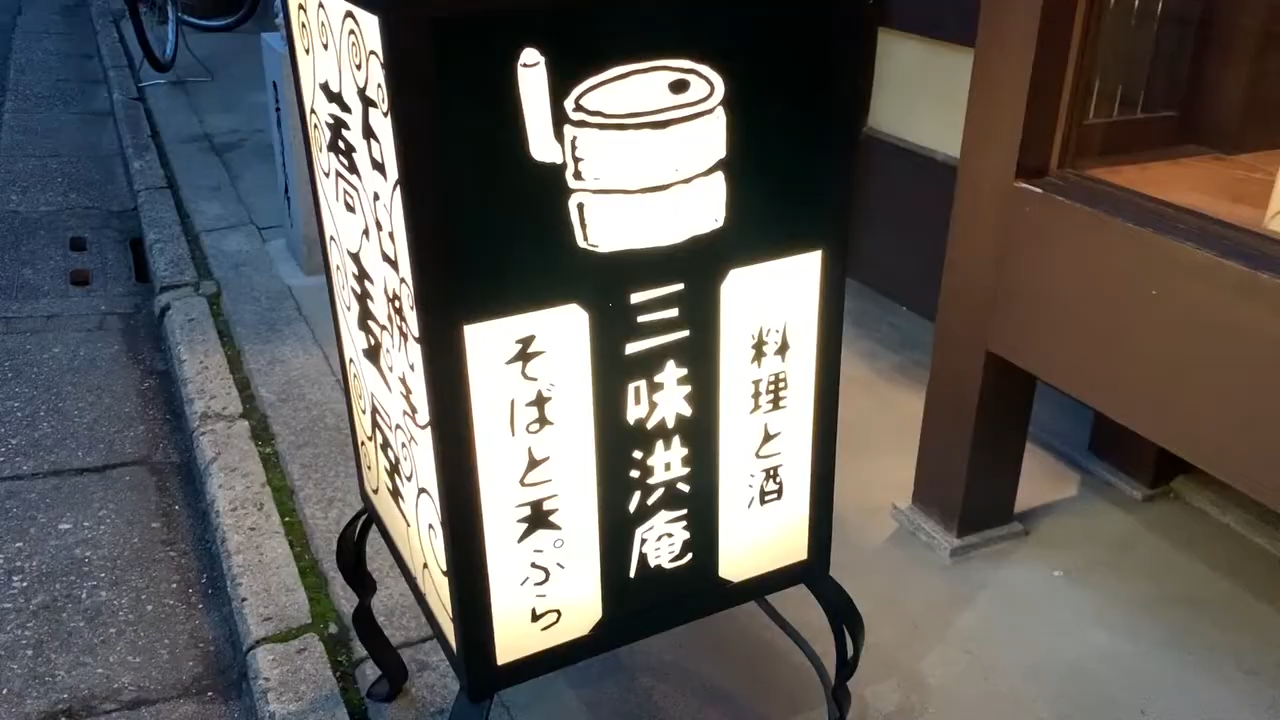 料理と酒
三味洪庵
そばと天ぷら
石臼挽き
蕎麦屋